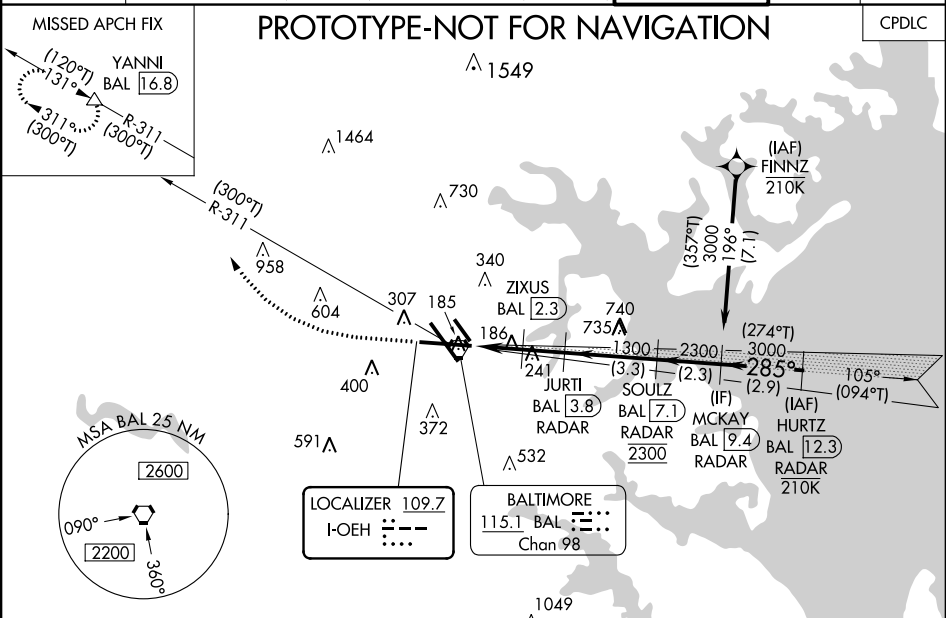 MISSED APCH FIX
(120°T)
131°
YANNI
BAL 16.8
311°
(300°T)
R-311
(300°T)
PROTOTYPE-NOT FOR NAVIGATION
CPDLC
1549
1464
730
(300°T)
R-311
958
604
307
185
340
ZIXUS
BAL 2.3
186
241
740
735
400
372
591
532
1049
(IAF)
FINNZ
210K
(357°T)
3000
196°
(7.1)
(274°T)
1300
2300
3000
285°
(3.3)
(2.3)
(2.9)
105°
(094°T)
JURTI
BAL 3.8
RADAR
SOULZ
BAL 7.1
RADAR
2300
(IF)
MCKAY
BAL 9.4
RADAR
(IAF)
HURTZ
BAL 12.3
RADAR
210K
MSA BAL 25 NM
2600
090°
2200
360°
LOCALIZER 109.7
I-OEH
BALTIMORE
115.1 BAL
Chan 98